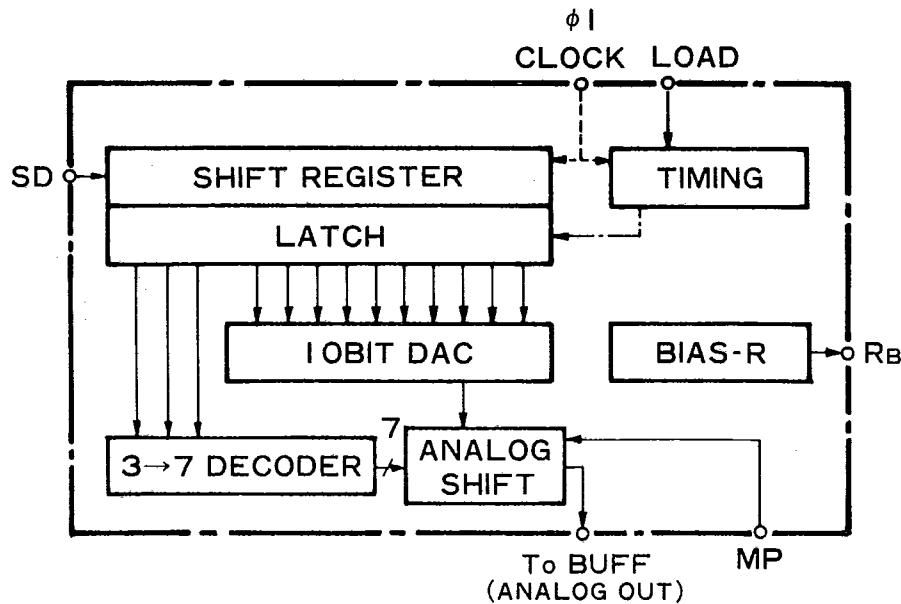 φ1
CLOCK LOAD
SD
SHIFT REGISTER
TIMING
LATCH
10BIT DAC
BIAS-R
RB
7
3→7 DECODER
ANALOG
SHIFT
To BUFF
(ANALOG OUT)
MP